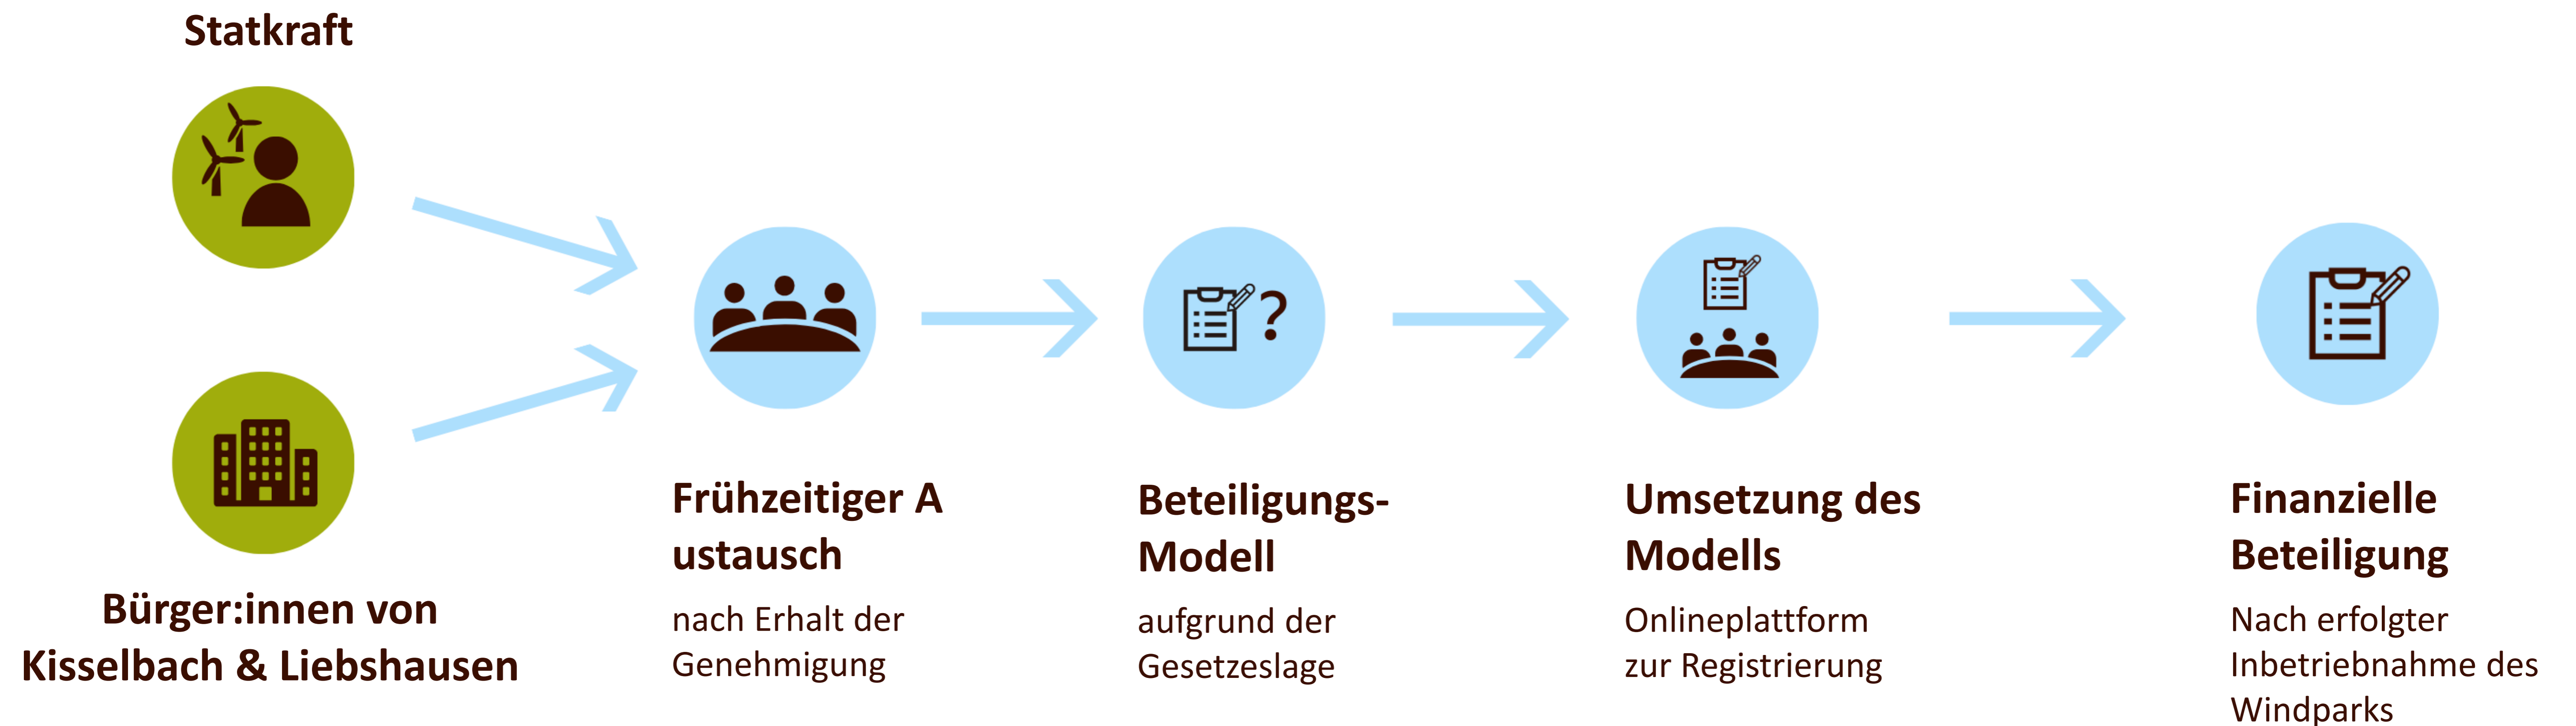 Statkraft
Bürger:innen von
Kisselbach & Liebshausen
Frühzeitiger A
ustausch
nach Erhalt der
Genehmigung
?
Beteiligungs-
Modell
aufgrund der
Gesetzeslage
Umsetzung des
Modells
Onlineplattform
zur Registrierung
Finanzielle
Beteiligung
Nach erfolgter
Inbetriebnahme des
Windparks